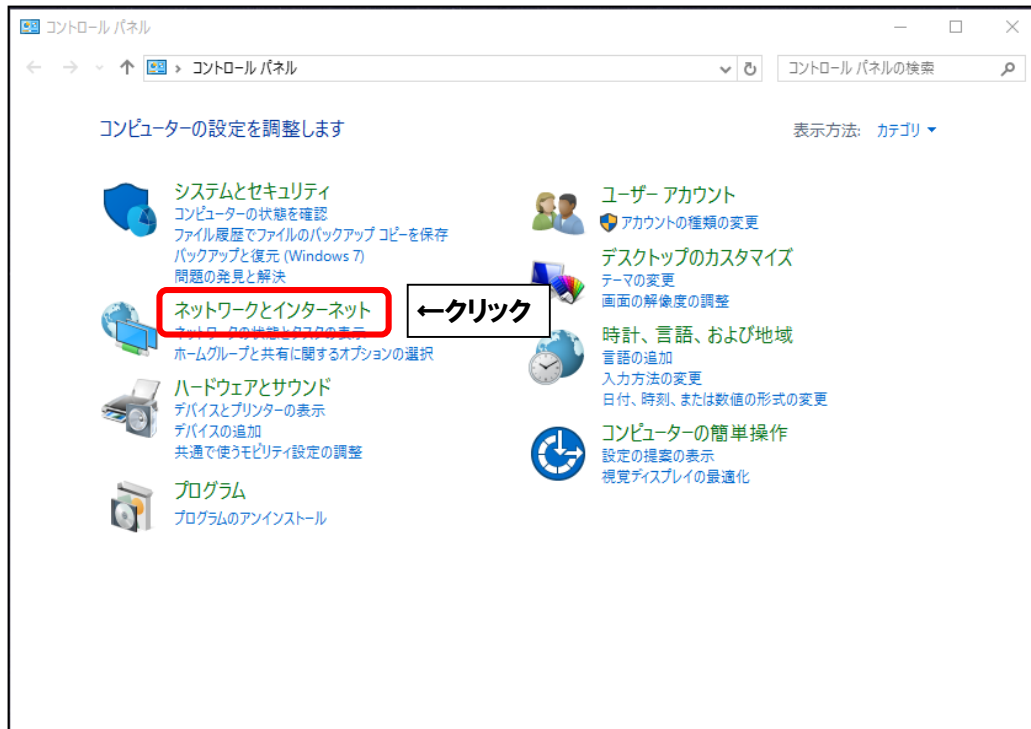 コントロール パネル
コントロール パネル
コントロール パネルの検索
コンピューターの設定を調整します
表示方法: カテゴリ
システムとセキュリティ
コンピューターの状態を確認
ファイル履歴でファイルのバックアップ コピーを保存
バックアップと復元 (Windows 7)
問題の発見と解決
ネットワークとインターネット
←クリック
ネットワークの状態とタスクの表示
ホームグループと共有に関するオプションの選択
ハードウェアとサウンド
デバイスとプリンターの表示
デバイスの追加
共通で使うモビリティ設定の調整
プログラム
プログラムのアンインストール
ユーザー アカウント
アカウントの種類の変更
デスクトップのカスタマイズ
テーマの変更
画面の解像度の調整
時計、言語、および地域
言語の追加
入力方法の変更
日付、時刻、または数値の形式の変更
コンピューターの簡単操作
設定の提案の表示
視覚ディスプレイの最適化